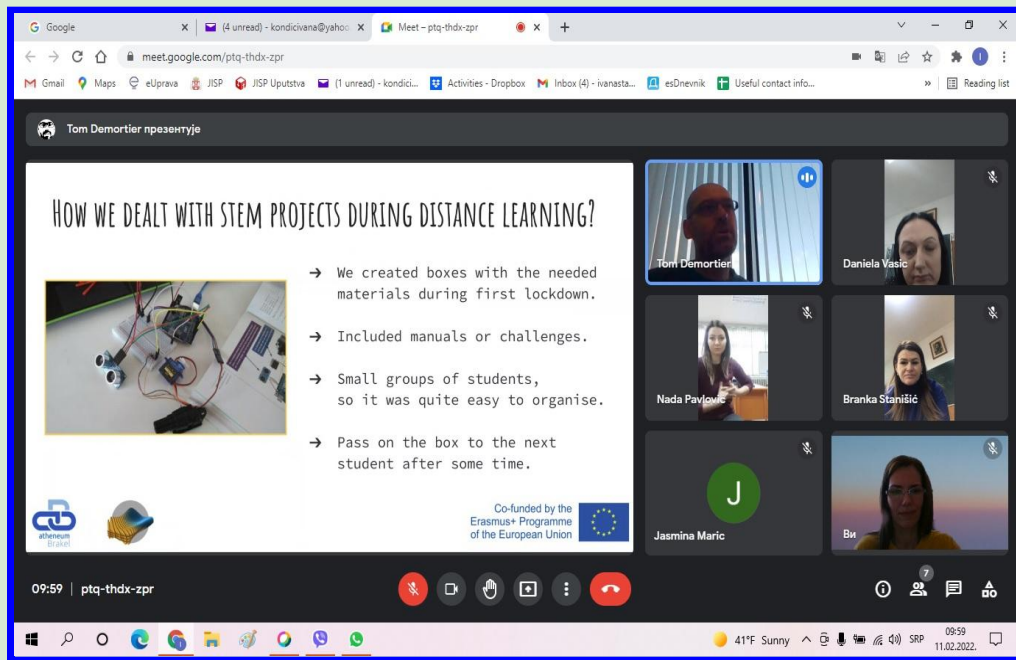 Google
(4 unread) - kondicivana@yahoo
Meet – ptq-thdx-zpr
meet.google.com/ptq-thdx-zpr
I
Gmail
Maps
eUprava
JISP
JISP Uputstva
(1 unread) - kondici...
Activities - Dropbox
Inbox (4) - ivanasta...
esDnevnik
Useful contact info...
»
Reading list
Tom Demortier презентује
HOW WE DEALT WITH STEM PROJECTS DURING DISTANCE LEARNING?
→ We created boxes with the needed
materials during first lockdown.
→ Included manuals or challenges.
→ Small groups of students,
so it was quite easy to organise.
→ Pass on the box to the next
student after some time.
atheneum
Brakel
Co-funded by the
Erasmus+ Programme
of the European Union
Tom Demortier
Daniela Vasic
Nada Pavlovic
Branka Stanišić
J
Jasmina Maric
Ви
09:59 | ptq-thdx-zpr
7
41°F Sunny
SRP
09:59
11.02.2022.